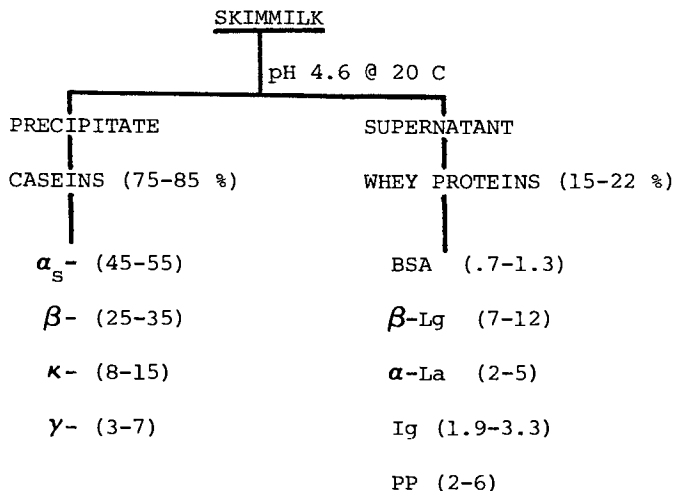 SKIMMILK
pH 4.6 @ 20 C
PRECIPITATE
CASEINS (75-85 %)
αs- (45-55)
β- (25-35)
κ- (8-15)
γ- (3-7)
SUPERNATANT
WHEY PROTEINS (15-22 %)
BSA (.7-1.3)
β-Lg (7-12)
α-La (2-5)
Ig (1.9-3.3)
PP (2-6)